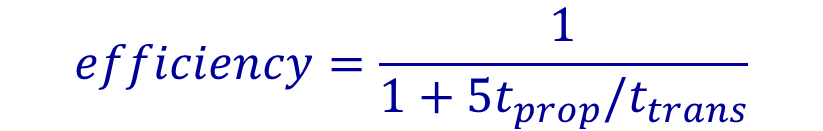 efficiency = 1 / (1 + 5t_prop/t_trans)